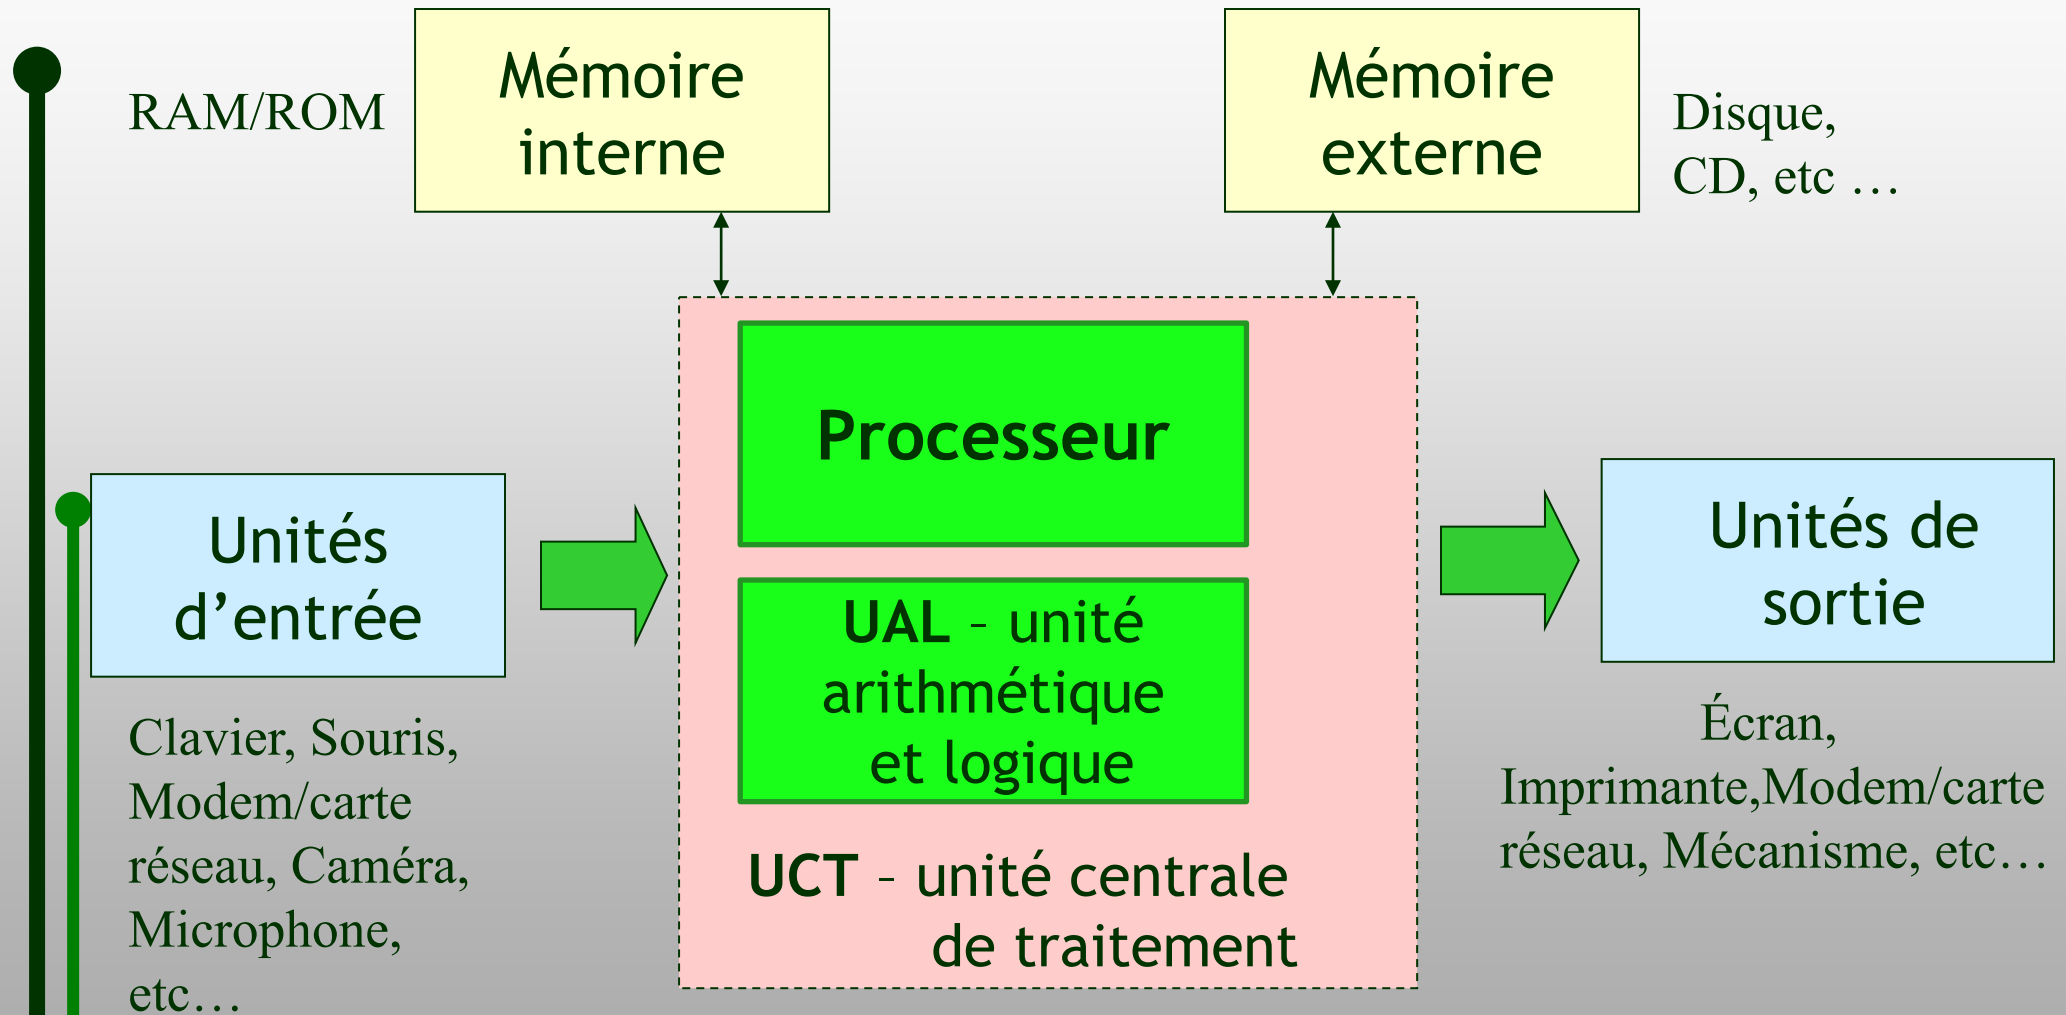 RAM/ROM
Mémoire
interne
Mémoire
externe
Disque,
CD, etc …
Processeur
UAL – unité
arithmétique
et logique
UCT – unité centrale
de traitement
Unités
d’entrée
Clavier, Souris,
Modem/carte
réseau, Caméra,
Microphone,
etc…
Unités de
sortie
Écran,
Imprimante,Modem/carte
réseau, Mécanisme, etc…